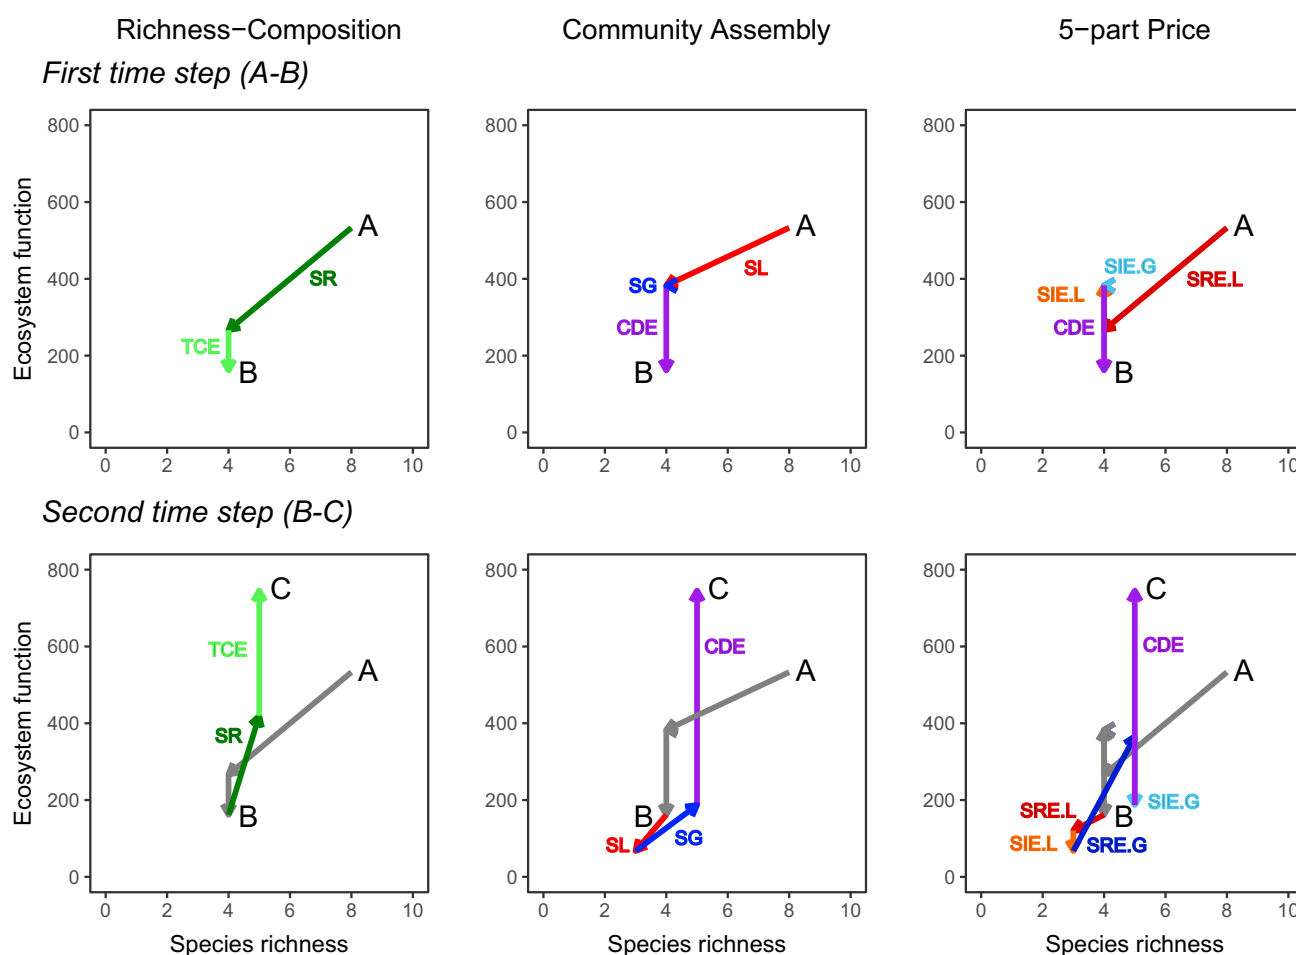 Richness−Composition
Community Assembly
5−part Price
First time step (A-B)
Ecosystem function
800
600
400
200
0
A
SR
TCE
B
0 2 4 6 8 10
800
600
400
200
0
A
SG
SL
CDE
B
0 2 4 6 8 10
800
600
400
200
0
A
SIE.G
SRE.L
SIE.L
CDE
B
0 2 4 6 8 10
Second time step (B-C)
Ecosystem function
800
600
400
200
0
C
TCE
A
SR
B
0 2 4 6 8 10
Species richness
800
600
400
200
0
C
CDE
A
B
SL
SG
0 2 4 6 8 10
Species richness
800
600
400
200
0
C
CDE
A
SIE.G
SRE.L
B
SIE.L
SRE.G
0 2 4 6 8 10
Species richness